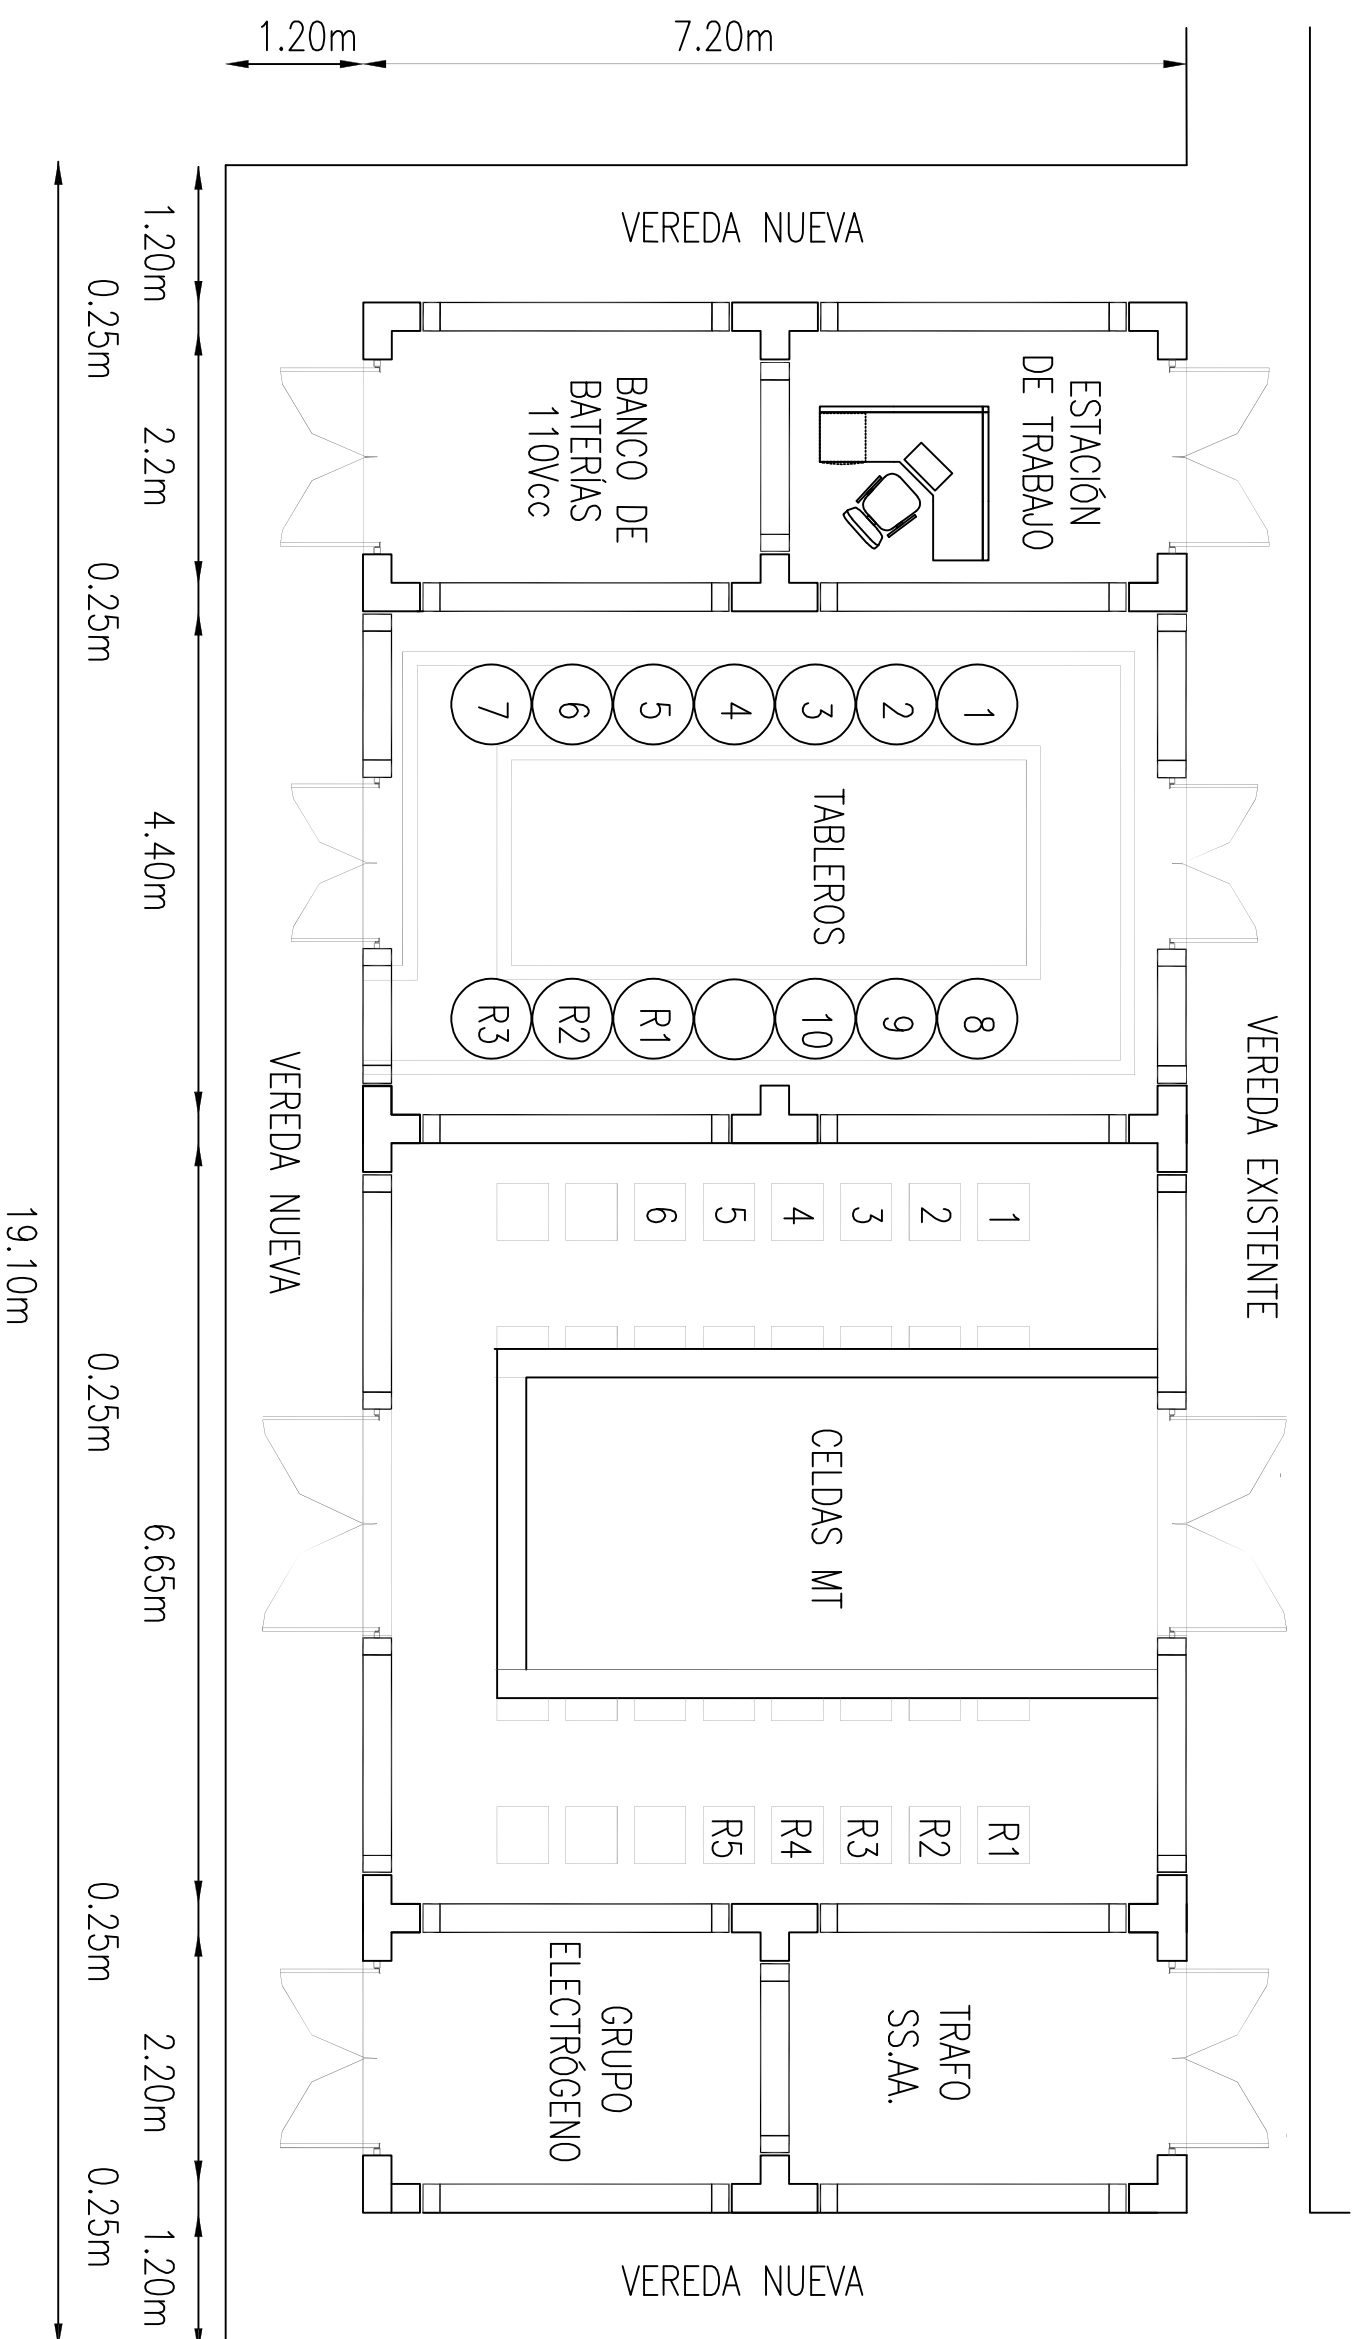 1.20m
7.20m
VEREDA NUEVA
1.20m
0.25m
2.2m
0.25m
4.40m
0.25m
6.65m
0.25m
2.20m
0.25m
1.20m
19.10m
ESTACIÓN
DE TRABAJO
BANCO DE
BATERÍAS
110Vcc
7 6 5 4 3 2 1
TABLEROS
R3 R2 R1 10 9 8
VEREDA EXISTENTE
VEREDA NUEVA
6 5 4 3 2 1
CELDAS MT
R5 R4 R3 R2 R1
TRAFO
SS.AA.
GRUPO
ELECTRÓGENO
VEREDA NUEVA